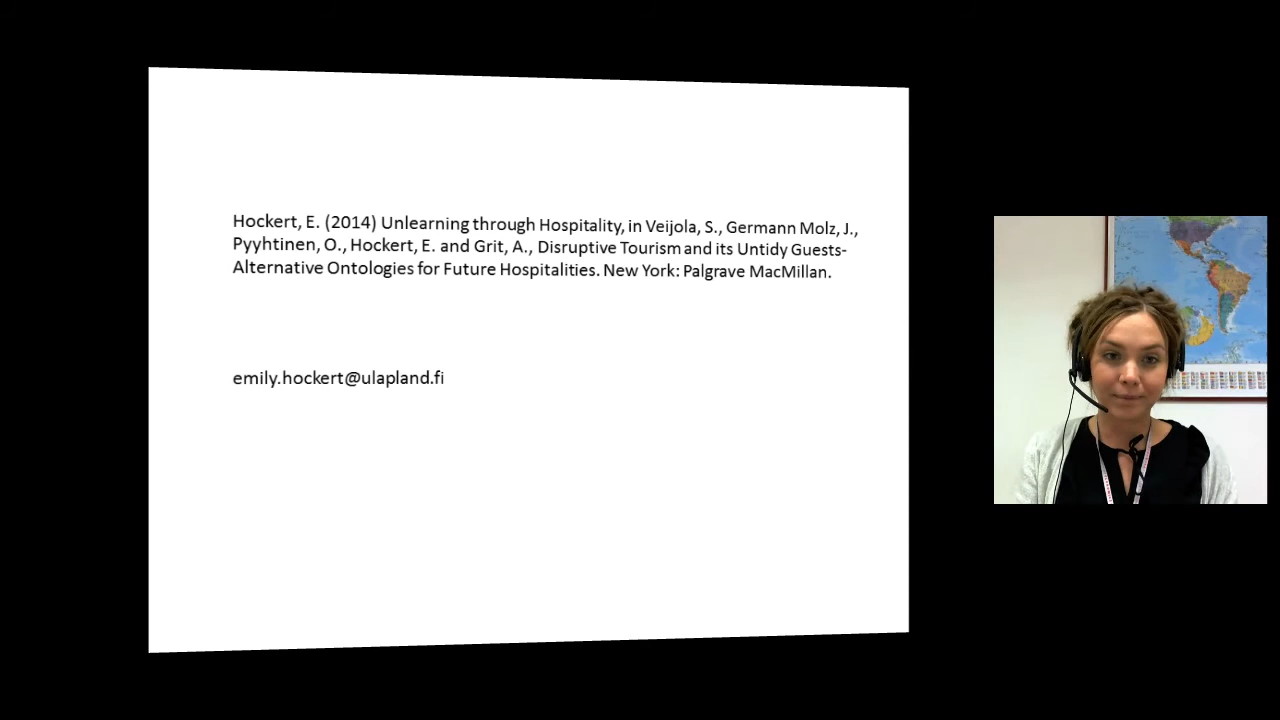 Hockert, E. (2014) Unlearning through Hospitality, in Veijola, S., Germann Molz, J.,
Pyyhtinen, O., Hockert, E. and Grit, A., Disruptive Tourism and its Untidy Guests-
Alternative Ontologies for Future Hospitalities. New York: Palgrave MacMillan.
emily.hockert@ulapland.fi